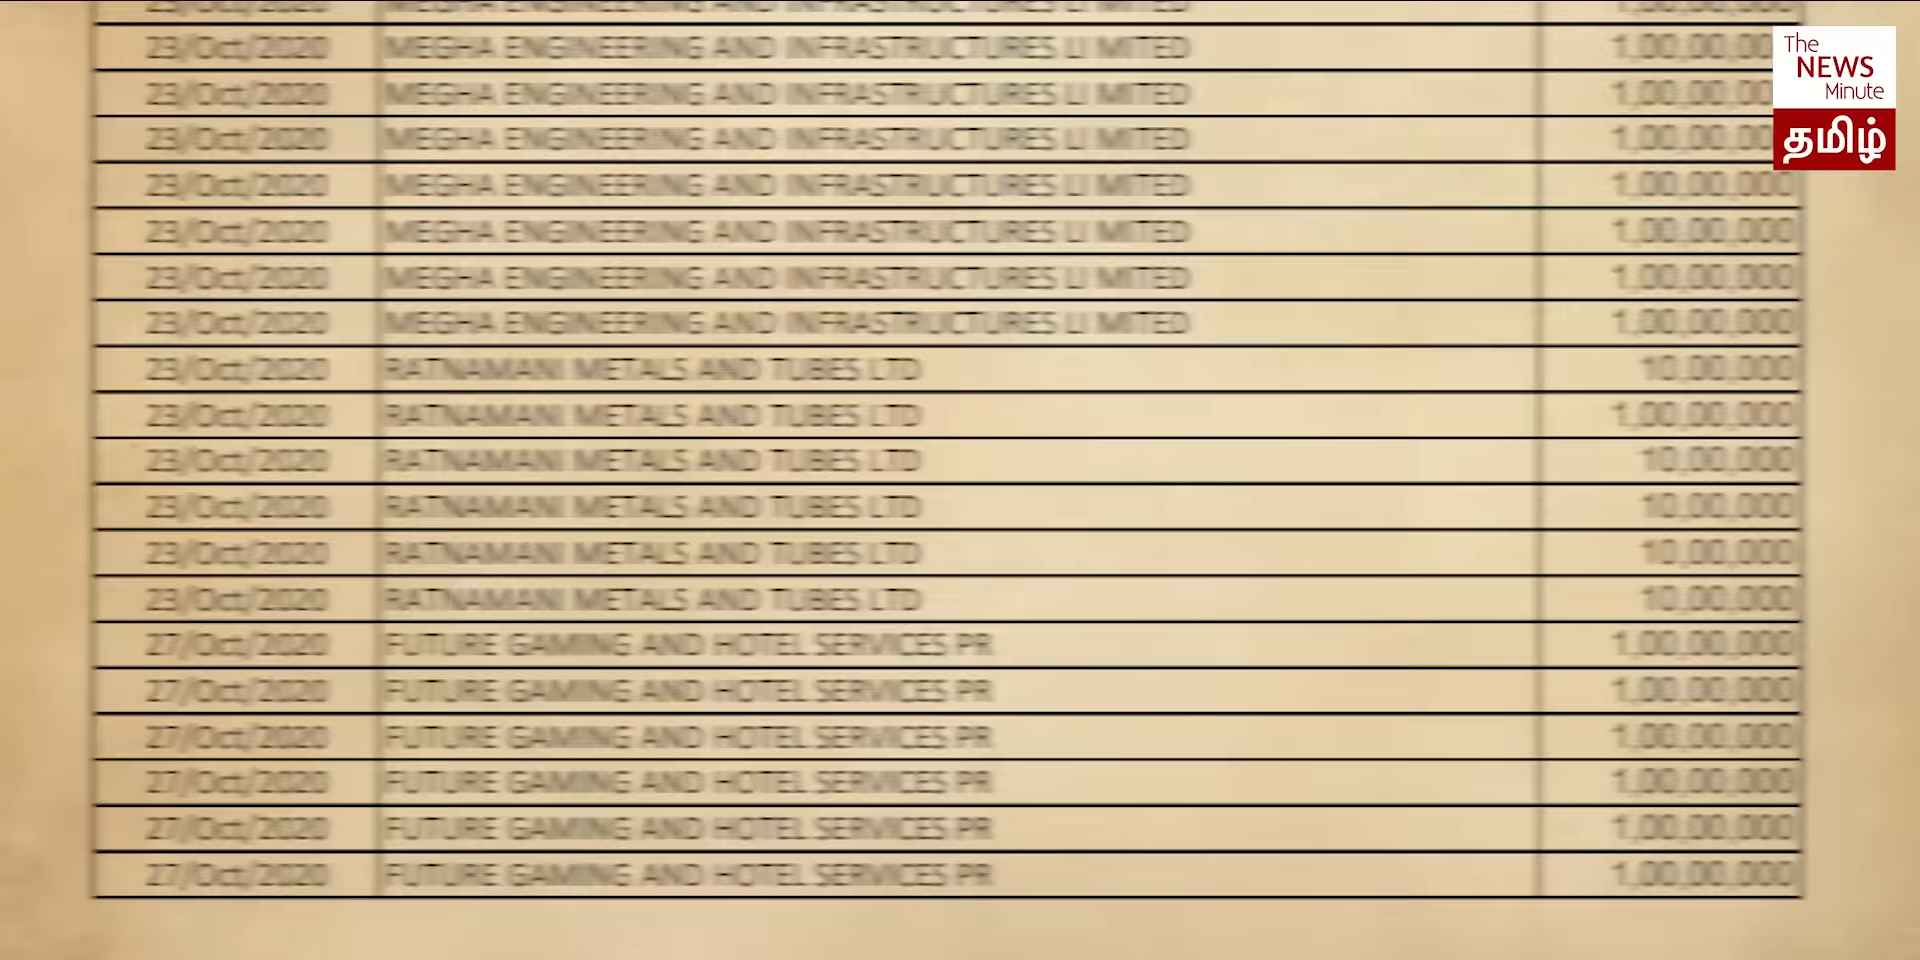 23/Oct/2020 MEGHA ENGINEERING AND INFRASTRUCTURES LI MITED
23/Oct/2020 MEGHA ENGINEERING AND INFRASTRUCTURES LI MITED 1,00,00,00
23/Oct/2020 MEGHA ENGINEERING AND INFRASTRUCTURES LI MITED 1,00,00,00
23/Oct/2020 MEGHA ENGINEERING AND INFRASTRUCTURES LI MITED 1,00,00,00
23/Oct/2020 MEGHA ENGINEERING AND INFRASTRUCTURES LI MITED 1,00,00,000
23/Oct/2020 MEGHA ENGINEERING AND INFRASTRUCTURES LI MITED 1,00,00,000
23/Oct/2020 MEGHA ENGINEERING AND INFRASTRUCTURES LI MITED 1,00,00,000
23/Oct/2020 MEGHA ENGINEERING AND INFRASTRUCTURES LI MITED 1,00,00,000
23/Oct/2020 RATNAMANI METALS AND TUBES LTD 10,00,000
23/Oct/2020 RATNAMANI METALS AND TUBES LTD 1,00,00,000
23/Oct/2020 RATNAMANI METALS AND TUBES LTD 10,00,000
23/Oct/2020 RATNAMANI METALS AND TUBES LTD 10,00,000
23/Oct/2020 RATNAMANI METALS AND TUBES LTD 10,00,000
23/Oct/2020 RATNAMANI METALS AND TUBES LTD 10,00,000
27/Oct/2020 FUTURE GAMING AND HOTEL SERVICES PR 1,00,00,000
27/Oct/2020 FUTURE GAMING AND HOTEL SERVICES PR 1,00,00,000
27/Oct/2020 FUTURE GAMING AND HOTEL SERVICES PR 1,00,00,000
27/Oct/2020 FUTURE GAMING AND HOTEL SERVICES PR 1,00,00,000
27/Oct/2020 FUTURE GAMING AND HOTEL SERVICES PR 1,00,00,000
27/Oct/2020 FUTURE GAMING AND HOTEL SERVICES PR 1,00,00,000
The
NEWS
Minute
தமிழ்